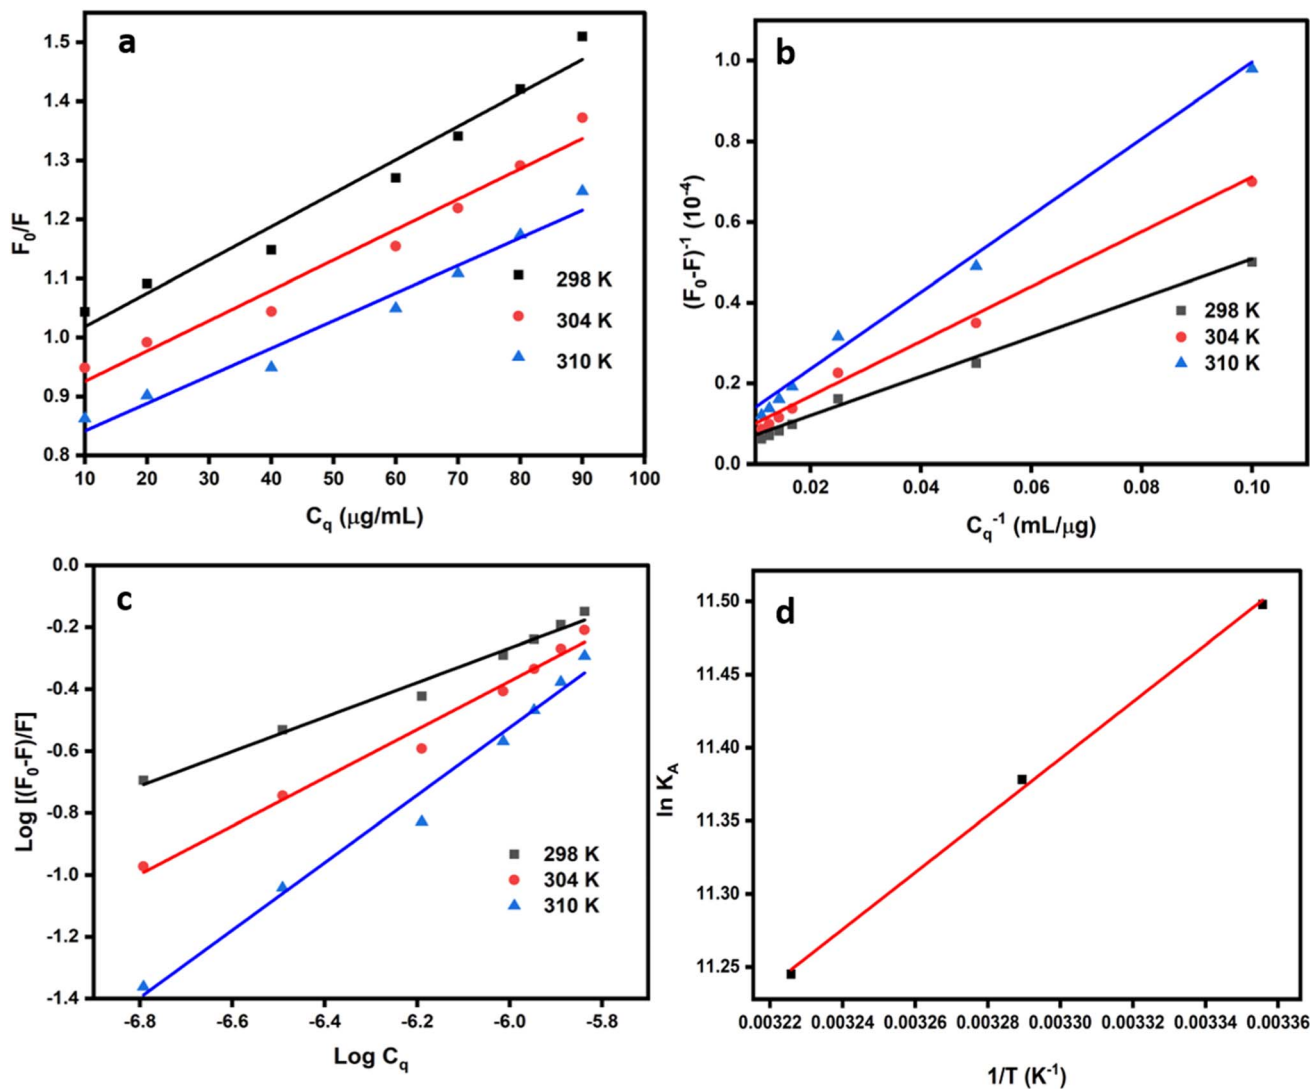 a
1.5
1.4
1.3
1.2
1.1
1.0
0.9
0.8
F₀/F
298 K
304 K
310 K
10 20 30 40 50 60 70 80 90 100
C_q (μg/mL)
b
1.0
0.8
0.6
0.4
0.2
0.0
(F₀-F)⁻¹ (10⁻⁴)
298 K
304 K
310 K
0.02 0.04 0.06 0.08 0.10
C_q⁻¹ (mL/μg)
c
0.0
-0.2
-0.4
-0.6
-0.8
-1.0
-1.2
-1.4
Log [(F₀-F)/F]
298 K
304 K
310 K
-6.8 -6.6 -6.4 -6.2 -6.0 -5.8
Log C_q
d
11.50
11.45
11.40
11.35
11.30
11.25
ln K_A
0.00322 0.00324 0.00326 0.00328 0.00330 0.00332 0.00334 0.00336
1/T (K⁻¹)